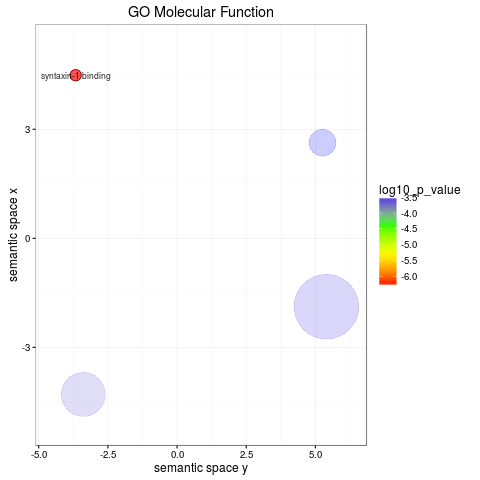 GO Molecular Function
syntaxin-1 binding
3
0
-3
-5.0
-2.5
0.0
2.5
5.0
semantic space y
semantic space x
log10_p_value
-3.5
-4.0
-4.5
-5.0
-5.5
-6.0